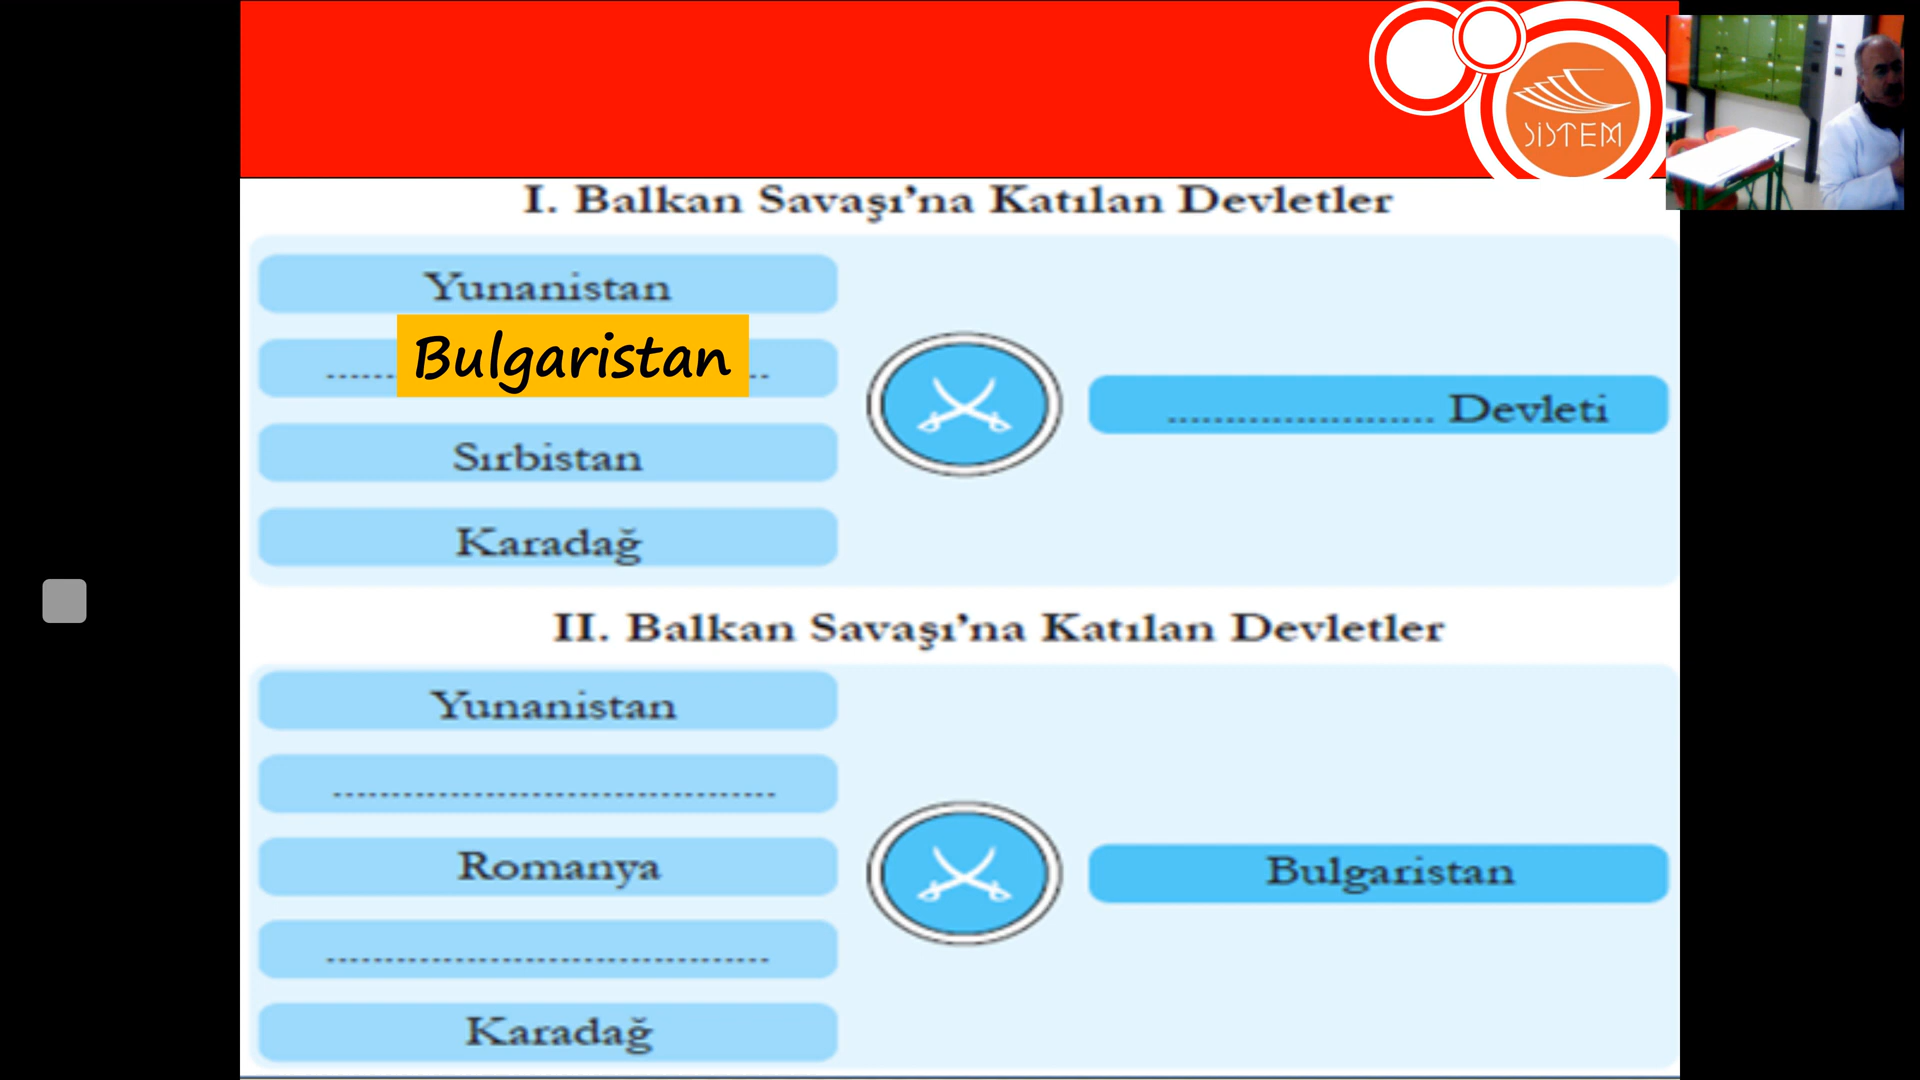 SİSTEM
I. Balkan Savaşı'na Katılan Devletler
Yunanistan
......Bulgaristan..
Sırbistan
Karadağ
....................... Devleti
II. Balkan Savaşı'na Katılan Devletler
Yunanistan
......................................
Romanya
......................................
Karadağ
Bulgaristan